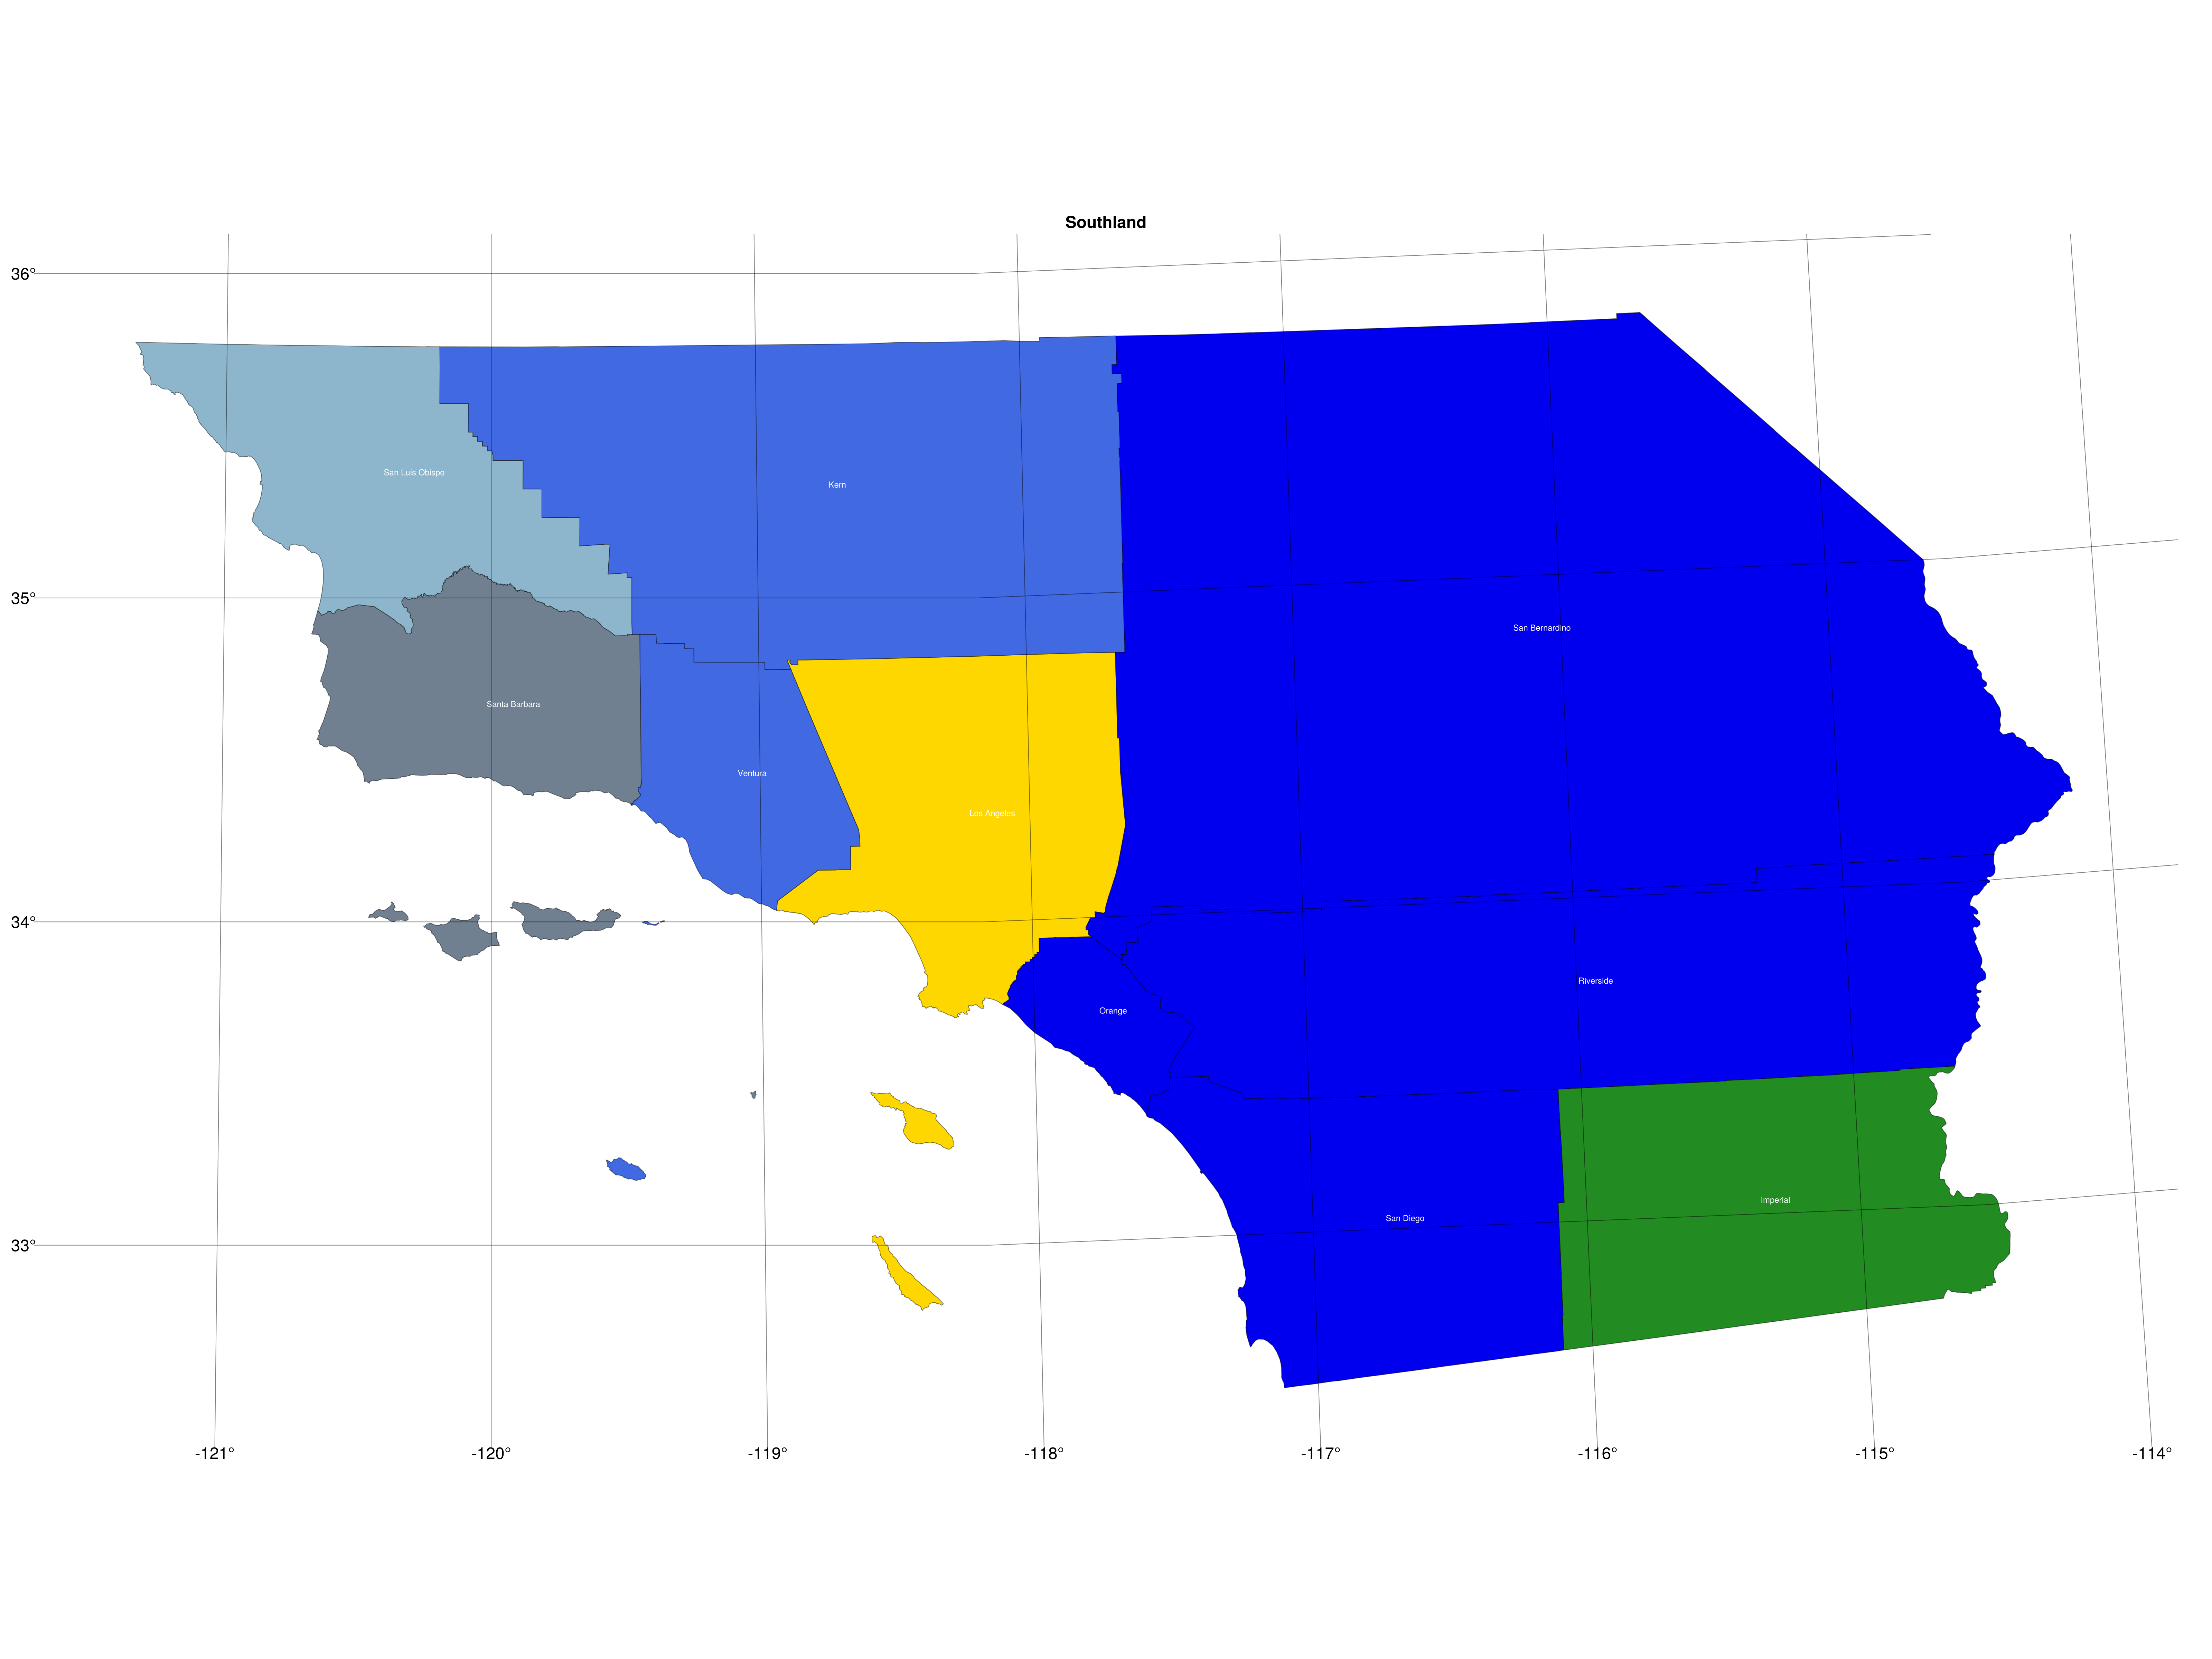 Southland
36°
San Luis Obispo
Kern
35°
San Bernardino
Santa Barbara
Ventura
Los Angeles
34°
Riverside
Orange
Imperial
San Diego
33°
-121°
-120°
-119°
-118°
-117°
-116°
-115°
-114°